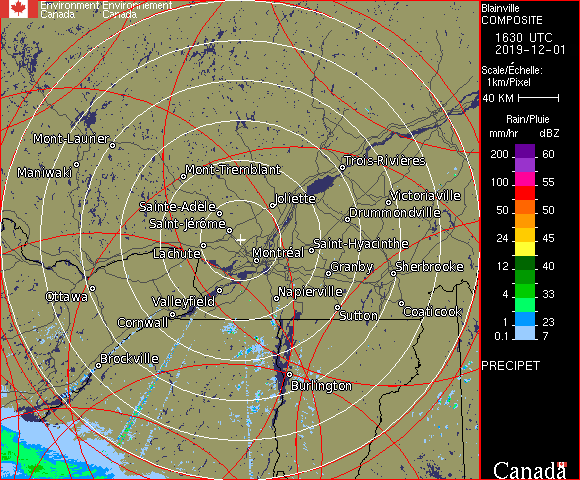 Environment Environnement
Canada Canada
Blainville
COMPOSITE
1630 UTC
2019-12-01
Scale/Échelle:
1km/Pixel
40 KM
Rain/Pluie
mm/hr dBZ
200 60
100 55
50 50
24 45
12 40
4 33
1 23
0.1 7
PRECIPET
Canada
Mont-Laurier
Maniwaki
Mont-Tremblant
Trois-Rivières
Joliette
Victoriaville
Sainte-Adèle
Drummondville
Saint-Jérôme
Saint-Hyacinthe
Lachute
Montréal
Granby
Sherbrooke
Ottawa
Valleyfield
Napierville
Cornwall
Sutton
Coaticook
Brockville
Burlington